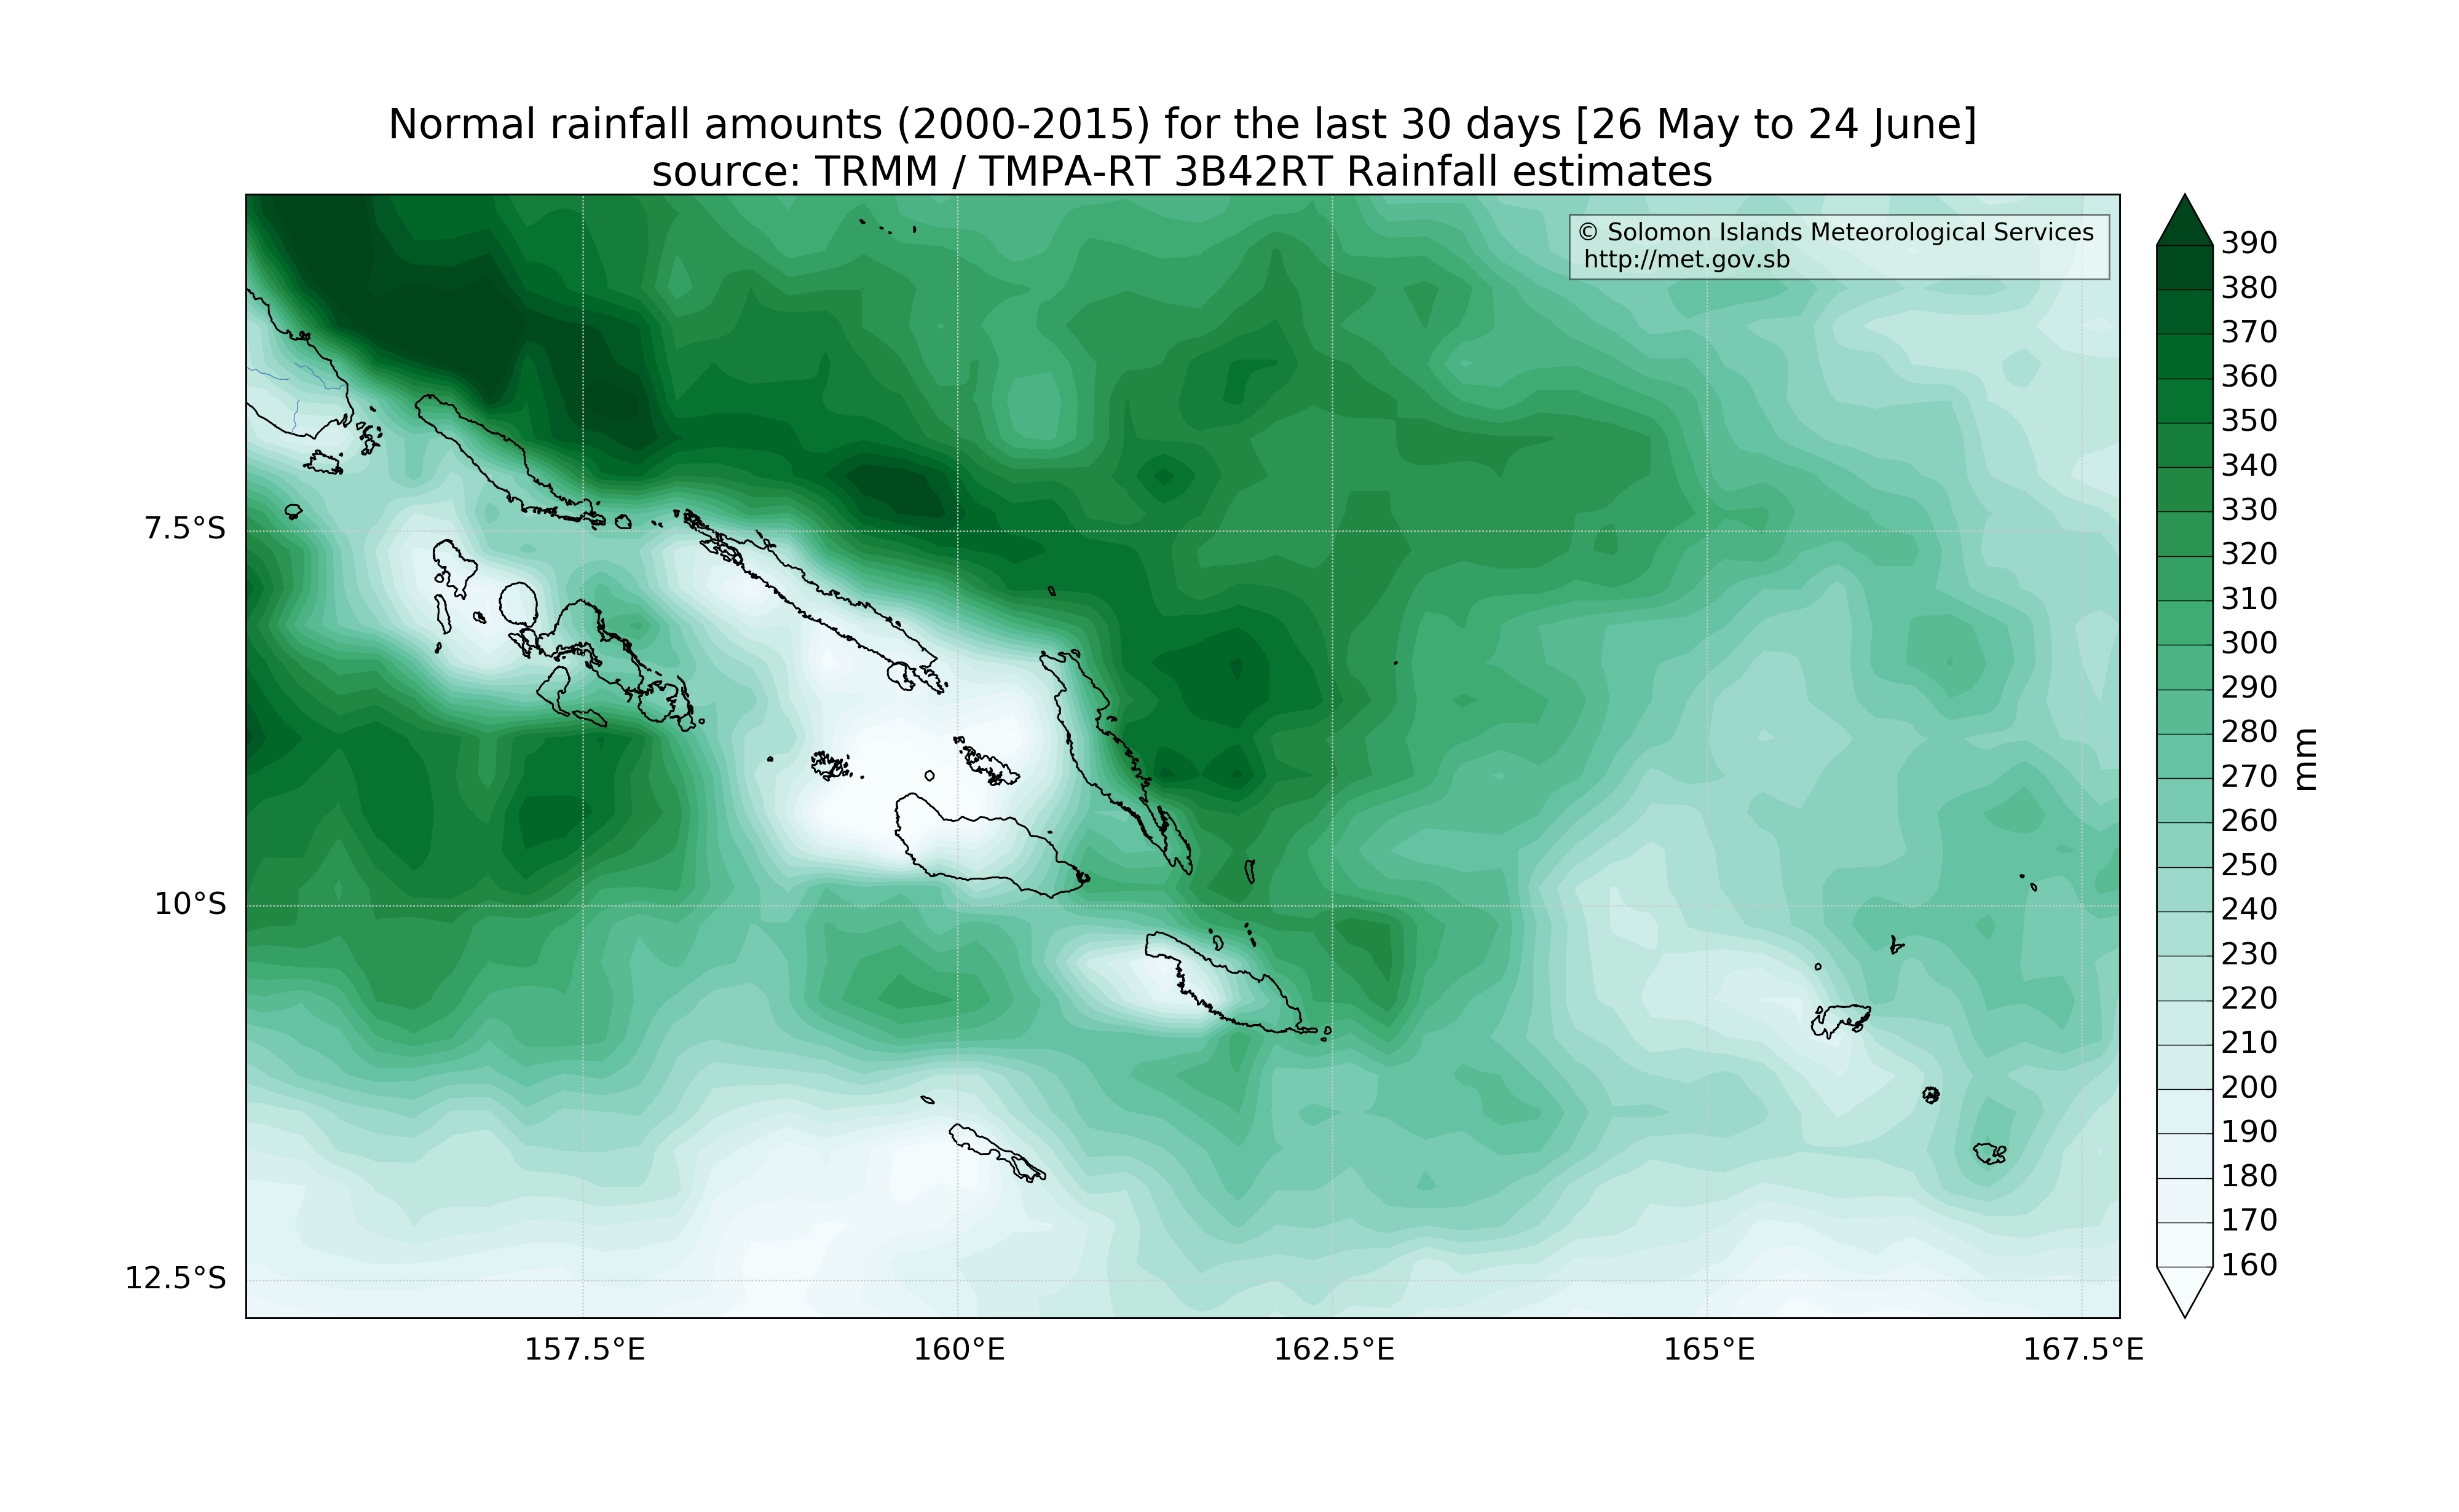 Normal rainfall amounts (2000-2015) for the last 30 days [26 May to 24 June]
source: TRMM / TMPA-RT 3B42RT Rainfall estimates
© Solomon Islands Meteorological Services
http://met.gov.sb
7.5°S
10°S
12.5°S
157.5°E
160°E
162.5°E
165°E
167.5°E
390
380
370
360
350
340
330
320
310
300
290
280
270
260
250
240
230
220
210
200
190
180
170
160
mm